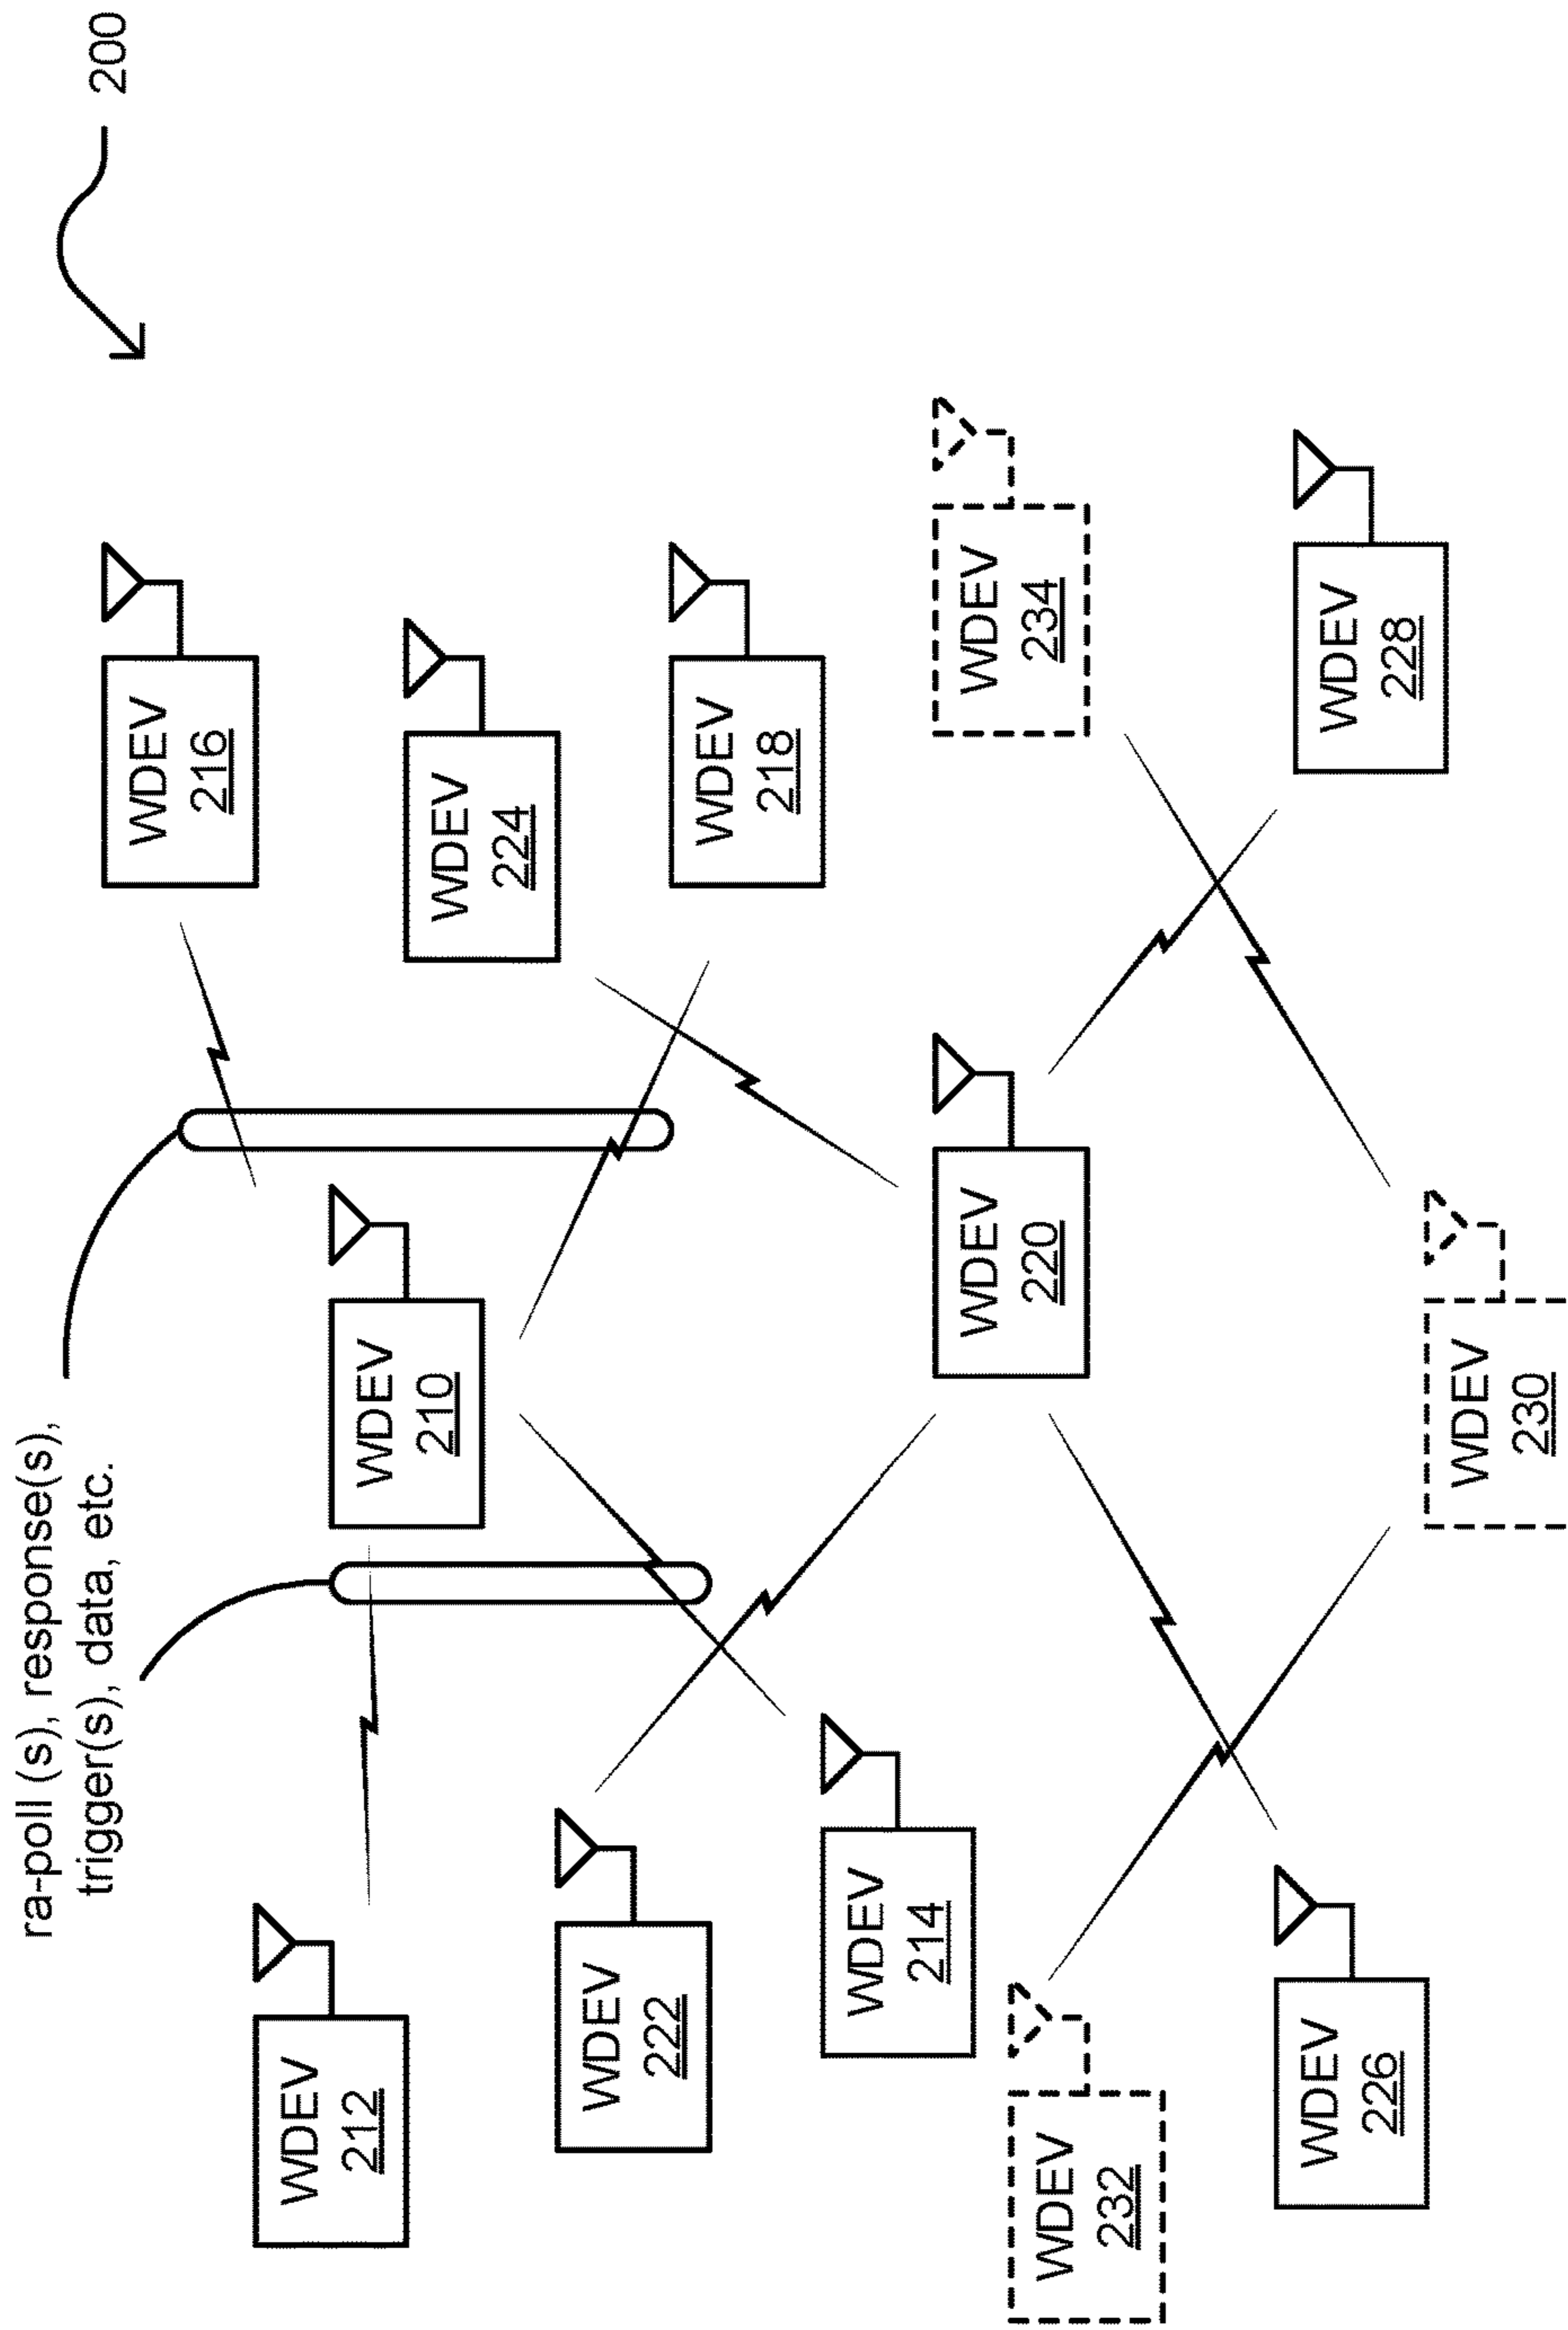 200
ra-poll (s), response(s),
trigger(s), data, etc.
WDEV
216
WDEV
212
WDEV
210
WDEV
224
WDEV
222
WDEV
218
WDEV
214
WDEV
220
WDEV
234
WDEV
232
WDEV
228
WDEV
226
WDEV
230